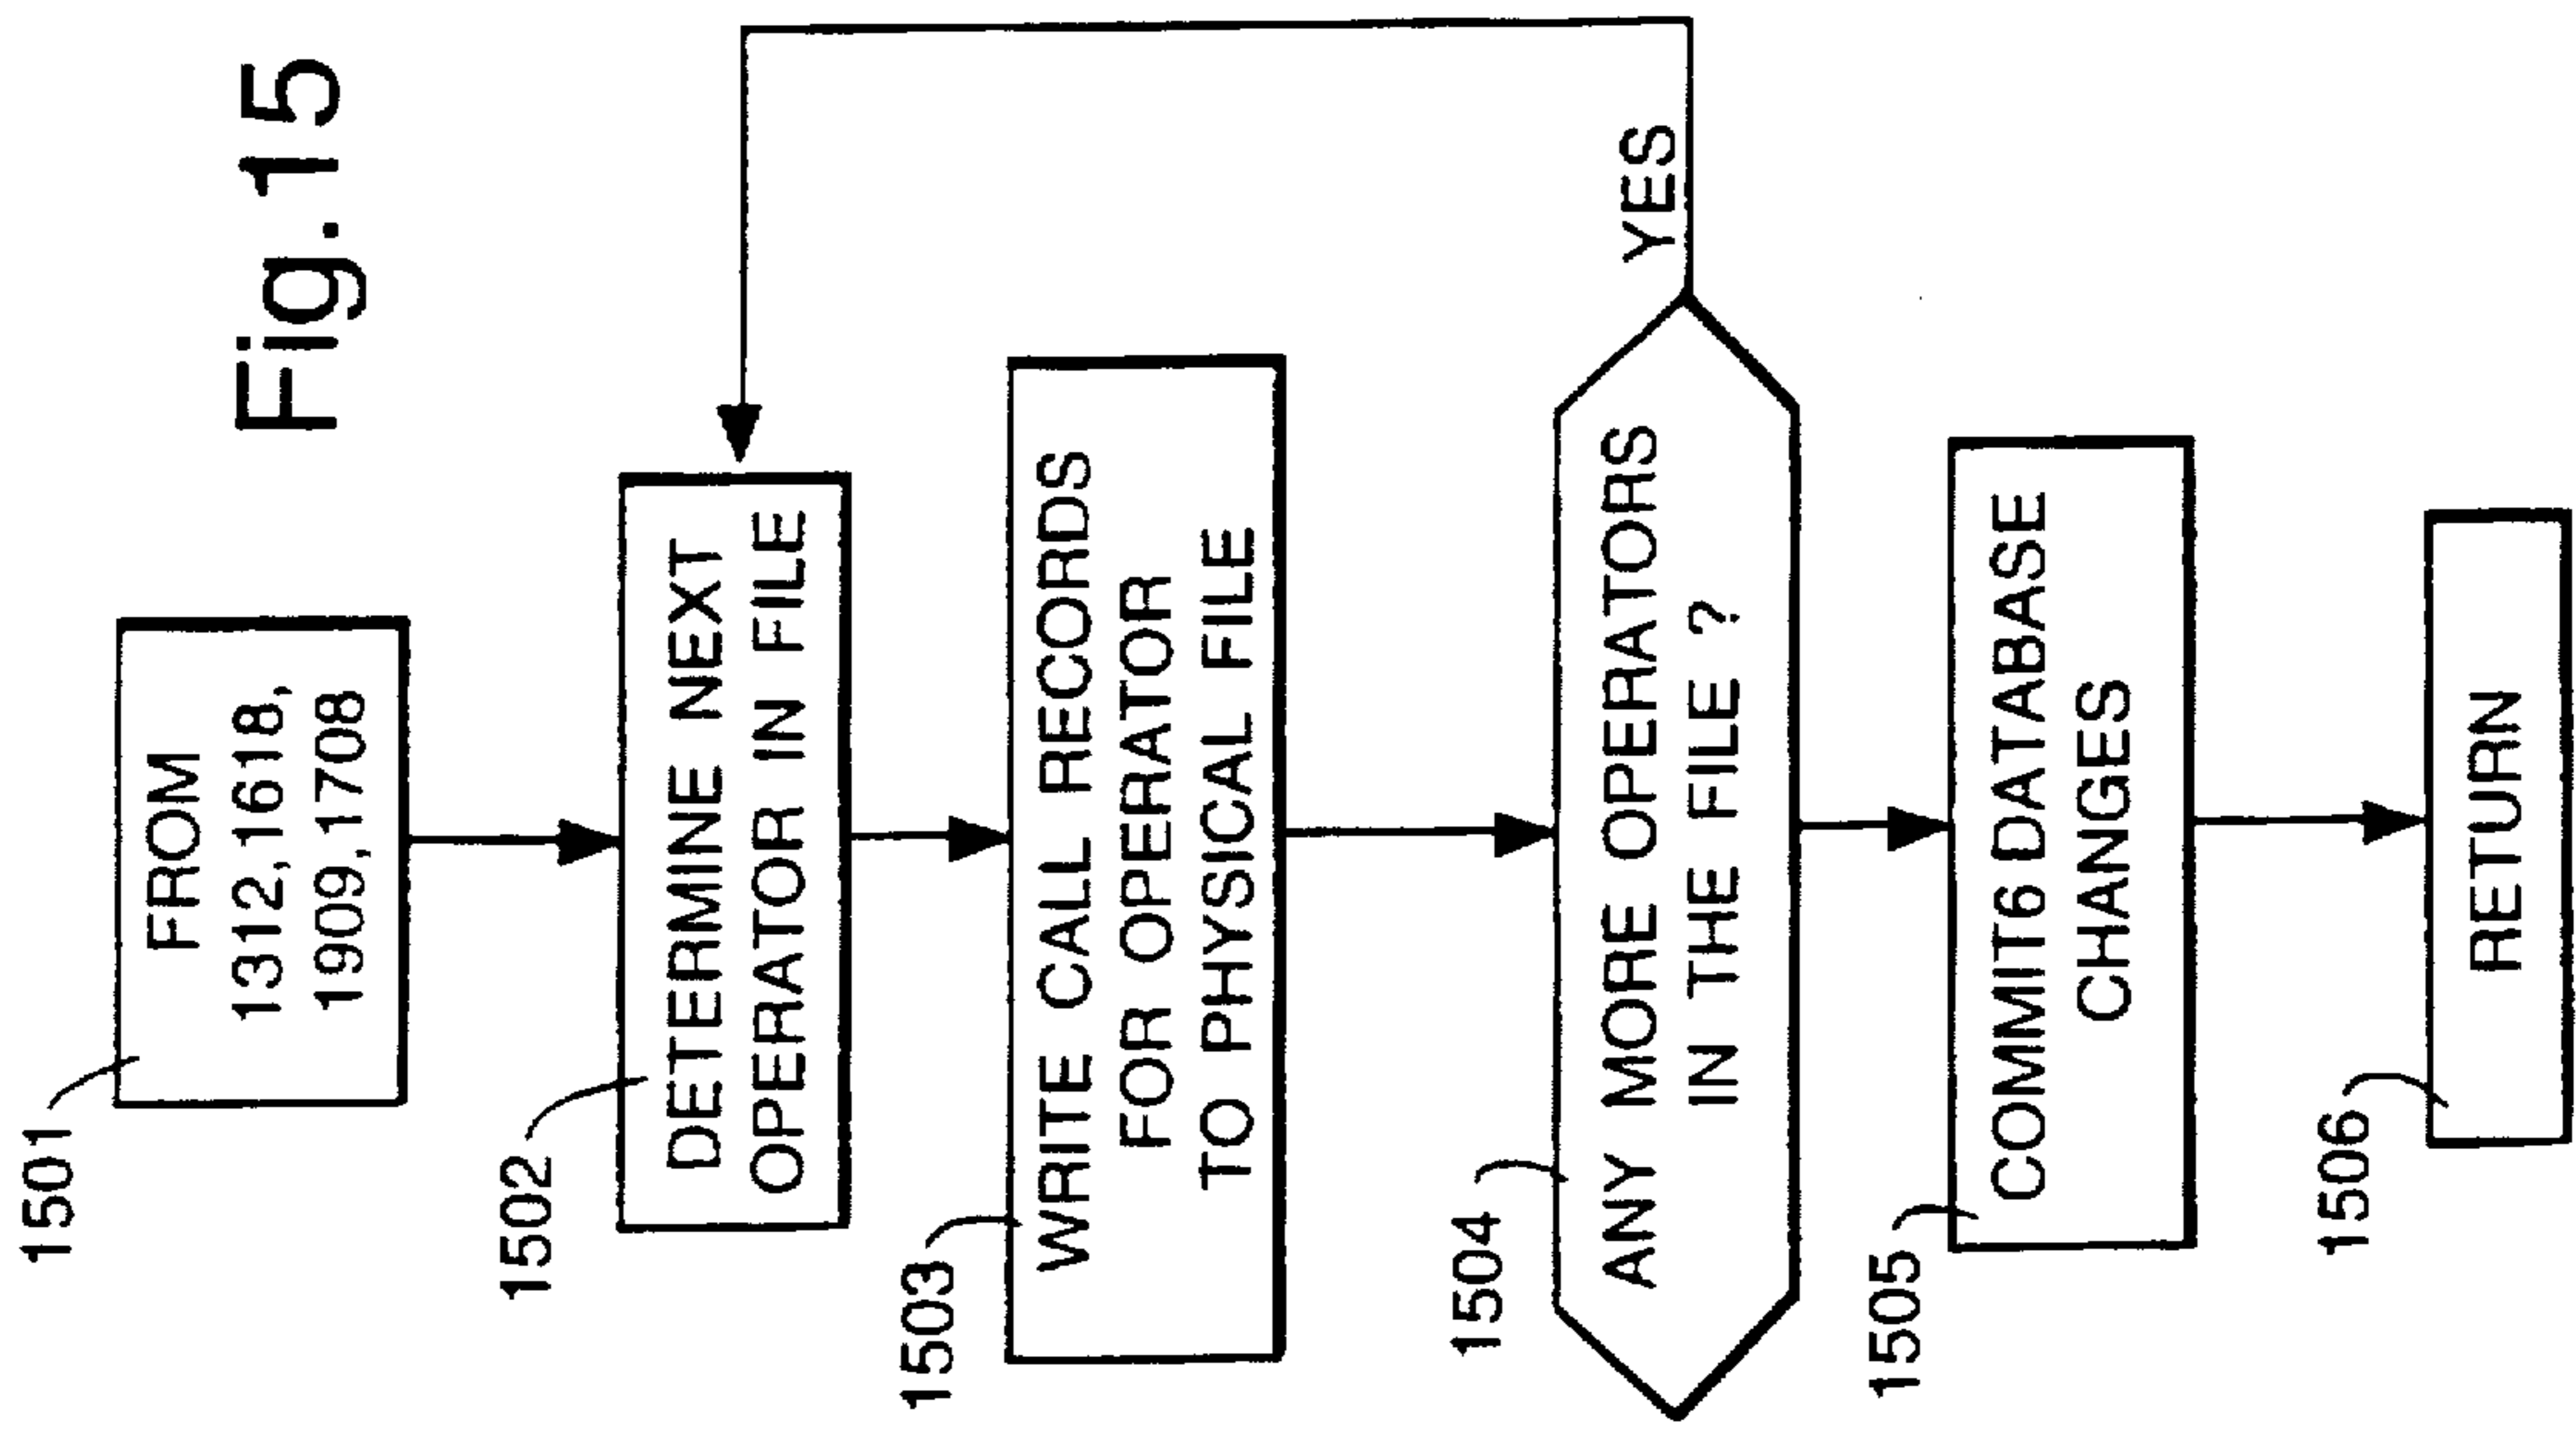 Fig.15
1501
FROM
1312,1618,
1909,1708
1502
DETERMINE NEXT
OPERATOR IN FILE
1503
WRITE CALL RECORDS
FOR OPERATOR
TO PHYSICAL FILE
1504
ANY MORE OPERATORS
IN THE FILE ?
YES
1505
COMMIT6 DATABASE
CHANGES
1506
RETURN